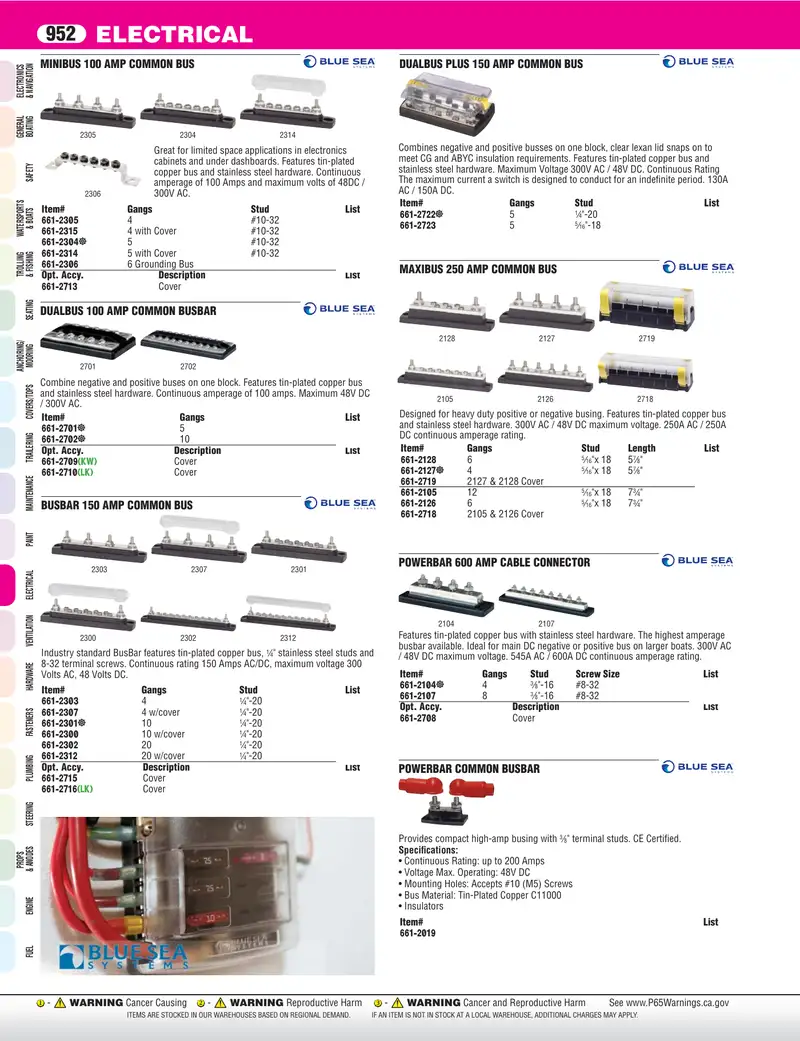 952 ELECTRICAL
ELECTRONICS & NAVIGATION
GENERAL BOATING
SAFETY
WATERSPORTS & BOATS
TROLLING & FISHING
SEATING
ANCHORING/ MOORING
COVERS/TOPS
TRAILERING
MAINTENANCE
PAINT
ELECTRICAL
VENTILATION
HARDWARE
FASTENERS
PLUMBING
STEERING
PROPS & ANODES
ENGINE
FUEL
MINIBUS 100 AMP COMMON BUS
BLUE SEA
SYSTEMS
2305 2304 2314
2306
Great for limited space applications in electronics
cabinets and under dashboards. Features tin-plated
copper bus and stainless steel hardware. Continuous
amperage of 100 Amps and maximum volts of 48DC /
300V AC.
Item# Gangs Stud List
661-2305 4 #10-32
661-2315 4 with Cover #10-32
661-2304 5 #10-32
661-2314 5 with Cover #10-32
661-2306 6 Grounding Bus
Opt. Accy. Description List
661-2713 Cover
DUALBUS 100 AMP COMMON BUSBAR
BLUE SEA
SYSTEMS
2701 2702
Combine negative and positive buses on one block. Features tin-plated copper bus
and stainless steel hardware. Continuous amperage of 100 amps. Maximum 48V DC
/ 300V AC.
Item# Gangs List
661-2701 5
661-2702 10
Opt. Accy. Description List
661-2709(KW) Cover
661-2710(LK) Cover
BUSBAR 150 AMP COMMON BUS
BLUE SEA
SYSTEMS
2303 2307 2301
2300 2302 2312
Industry standard BusBar features tin-plated copper bus, ¼" stainless steel studs and
8-32 terminal screws. Continuous rating 150 Amps AC/DC, maximum voltage 300
Volts AC, 48 Volts DC.
Item# Gangs Stud List
661-2303 4 ¼"-20
661-2307 4 w/cover ¼"-20
661-2301 10 ¼"-20
661-2300 10 w/cover ¼"-20
661-2302 20 ¼"-20
661-2312 20 w/cover ¼"-20
Opt. Accy. Description List
661-2715 Cover
661-2716(LK) Cover
7.5
7.5
10
BLUE SEA
SYSTEMS
BLUE SEA
SYSTEMS
DUALBUS PLUS 150 AMP COMMON BUS
BLUE SEA
SYSTEMS
Combines negative and positive busses on one block, clear lexan lid snaps on to
meet CG and ABYC insulation requirements. Features tin-plated copper bus and
stainless steel hardware. Maximum Voltage 300V AC / 48V DC. Continuous Rating
The maximum current a switch is designed to conduct for an indefinite period. 130A
AC / 150A DC.
Item# Gangs Stud List
661-2722 5 ¼"-20
661-2723 5 5⁄16"-18
MAXIBUS 250 AMP COMMON BUS
BLUE SEA
SYSTEMS
2128 2127 2719
2105 2126 2718
Designed for heavy duty positive or negative busing. Features tin-plated copper bus
and stainless steel hardware. 300V AC / 48V DC maximum voltage. 250A AC / 250A
DC continuous amperage rating.
Item# Gangs Stud Length List
661-2128 6 5⁄16"x 18 5⅞"
661-2127 4 5⁄16"x 18 5⅞"
661-2719 2127 & 2128 Cover
661-2105 12 5⁄16"x 18 7¾"
661-2126 6 5⁄16"x 18 7¾"
661-2718 2105 & 2126 Cover
POWERBAR 600 AMP CABLE CONNECTOR
BLUE SEA
SYSTEMS
2104 2107
Features tin-plated copper bus with stainless steel hardware. The highest amperage
busbar available. Ideal for main DC negative or positive bus on larger boats. 300V AC
/ 48V DC maximum voltage. 545A AC / 600A DC continuous amperage rating.
Item# Gangs Stud Screw Size List
661-2104 4 ⅜"-16 #8-32
661-2107 8 ⅜"-16 #8-32
Opt. Accy. Description List
661-2708 Cover
POWERBAR COMMON BUSBAR
BLUE SEA
SYSTEMS
Provides compact high-amp busing with ⅜" terminal studs. CE Certified.
Specifications:
• Continuous Rating: up to 200 Amps
• Voltage Max. Operating: 48V DC
• Mounting Holes: Accepts #10 (M5) Screws
• Bus Material: Tin-Plated Copper C11000
• Insulators
Item# List
661-2019
1 - WARNING Cancer Causing 2 - WARNING Reproductive Harm 3 - WARNING Cancer and Reproductive Harm See www.P65Warnings.ca.gov
ITEMS ARE STOCKED IN OUR WAREHOUSES BASED ON REGIONAL DEMAND. IF AN ITEM IS NOT IN STOCK AT A LOCAL WAREHOUSE, ADDITIONAL CHARGES MAY APPLY.